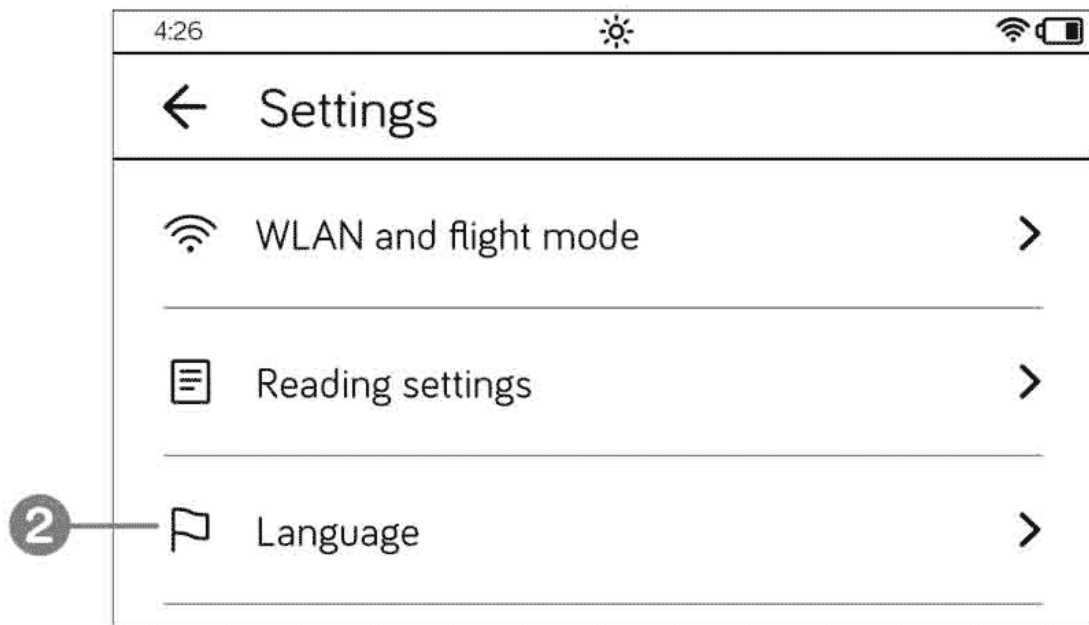 4:26
Settings
WLAN and flight mode
Reading settings
2
Language